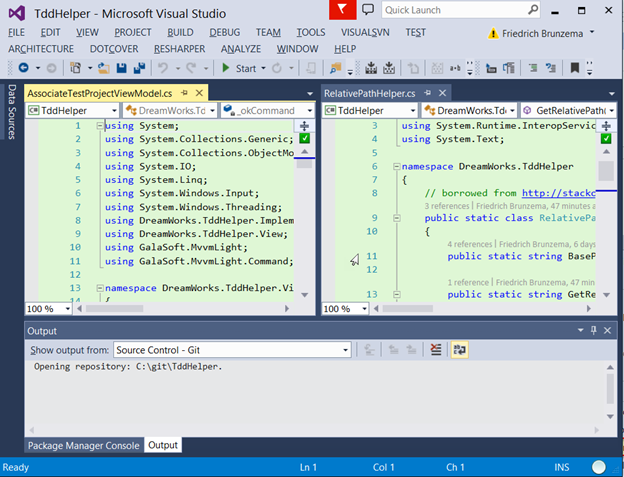 TddHelper - Microsoft Visual Studio
Quick Launch
FILE EDIT VIEW PROJECT BUILD DEBUG TEAM TOOLS VISUALSVN TEST
Friedrich Brunzema
ARCHITECTURE DOTCOVER RESHARPER ANALYZE WINDOW HELP
Start
Data Sources
AssociateTestProjectViewModel.cs
TddHelper
DreamWorks.Tdd
_okCommand
1 using System;
2 using System.Collections.Generic;
3 using System.Collections.ObjectMo
4 using System.IO;
5 using System.Linq;
6 using System.Windows.Input;
7 using System.Windows.Threading;
8 using DreamWorks.TddHelper.Implem
9 using DreamWorks.TddHelper.View;
10 using GalaSoft.MvvmLight;
11 using GalaSoft.MvvmLight.Command;
12
13 namespace DreamWorks.TddHelper.Vi
14 {
100 %
RelativePathHelper.cs
TddHelper
DreamWorks.Tdd
GetRelativePath
3 using System.Runtime.InteropServic
4 using System.Text;
5
6 namespace DreamWorks.TddHelper
7 {
8 // borrowed from http://stackc
3 references | Friedrich Brunzema, 47 minutes a
9 public static class RelativePa
10 {
4 references | Friedrich Brunzema, 6 days
11 public static string BaseP
12
1 reference | Friedrich Brunzema, 47 min
13 public static string GetRe
100 %
Output
Show output from: Source Control - Git
Opening repository: C:\git\TddHelper.
Package Manager Console Output
Ready Ln 1 Col 1 Ch 1 INS